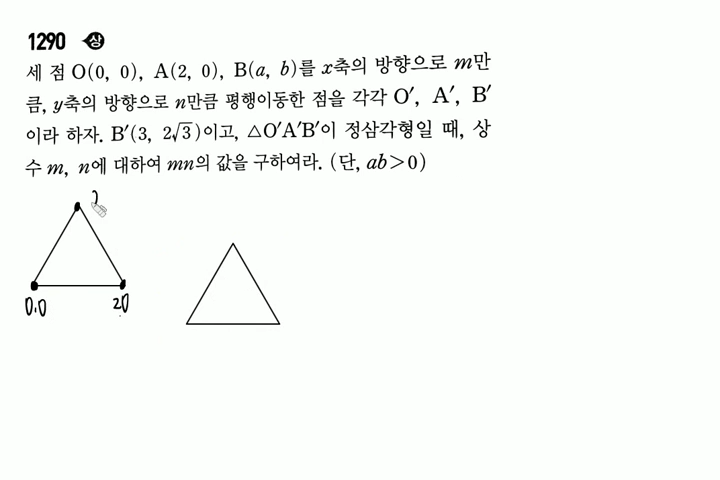 1290 상
세 점 O(0, 0), A(2, 0), B(a, b)를 x축의 방향으로 m만
큼, y축의 방향으로 n만큼 평행이동한 점을 각각 O′, A′, B′
이라 하자. B′(3, 2√3)이고, △O′A′B′이 정삼각형일 때, 상
수 m, n에 대하여 mn의 값을 구하여라. (단, ab>0)
0.0 20